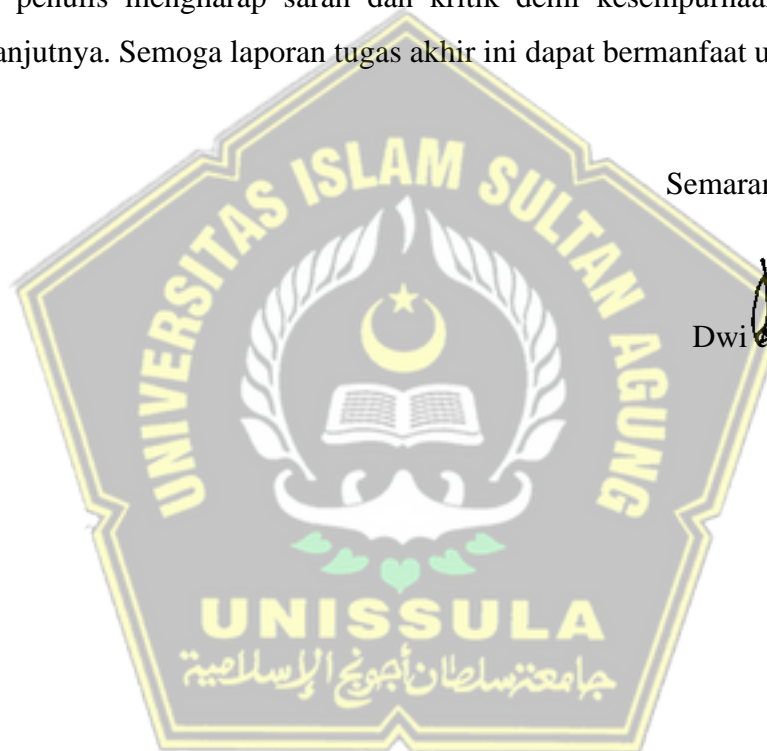 penulis mengharap saran dan kritik demi kesempurnaan
anjutnya. Semoga laporan tugas akhir ini dapat bermanfaat u
Semaran
Dwi
UNIVERSITAS ISLAM SULTAN AGUNG
UNISSULA
جامعة سلطان أجونج الإسلامية